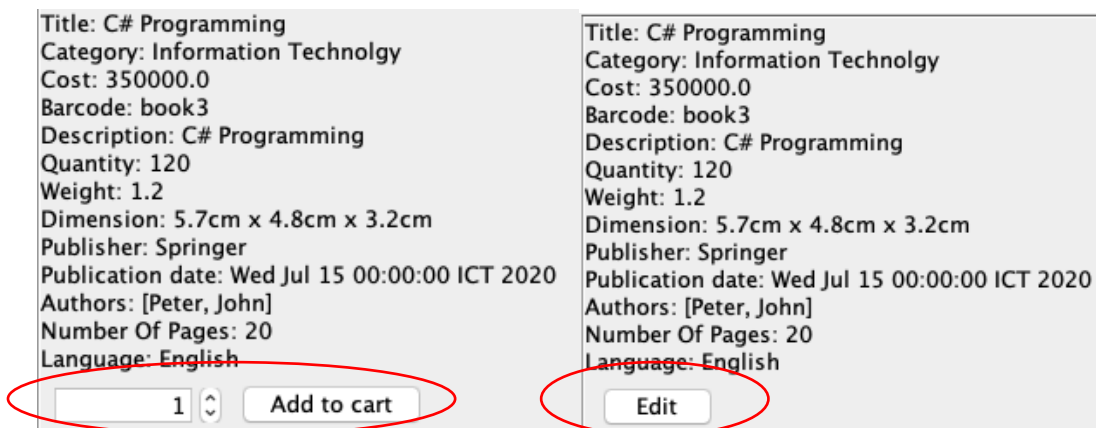 Title: C# Programming
Category: Information Technolgy
Cost: 350000.0
Barcode: book3
Description: C# Programming
Quantity: 120
Weight: 1.2
Dimension: 5.7cm x 4.8cm x 3.2cm
Publisher: Springer
Publication date: Wed Jul 15 00:00:00 ICT 2020
Authors: [Peter, John]
Number Of Pages: 20
Language: English
1 Add to cart
Title: C# Programming
Category: Information Technolgy
Cost: 350000.0
Barcode: book3
Description: C# Programming
Quantity: 120
Weight: 1.2
Dimension: 5.7cm x 4.8cm x 3.2cm
Publisher: Springer
Publication date: Wed Jul 15 00:00:00 ICT 2020
Authors: [Peter, John]
Number Of Pages: 20
Language: English
Edit